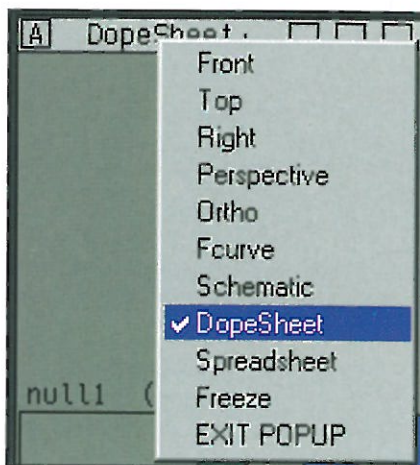 A DopeSheet
Front
Top
Right
Perspective
Ortho
Fcurve
Schematic
DopeSheet
Spreadsheet
Freeze
EXIT POPUP
null1 (